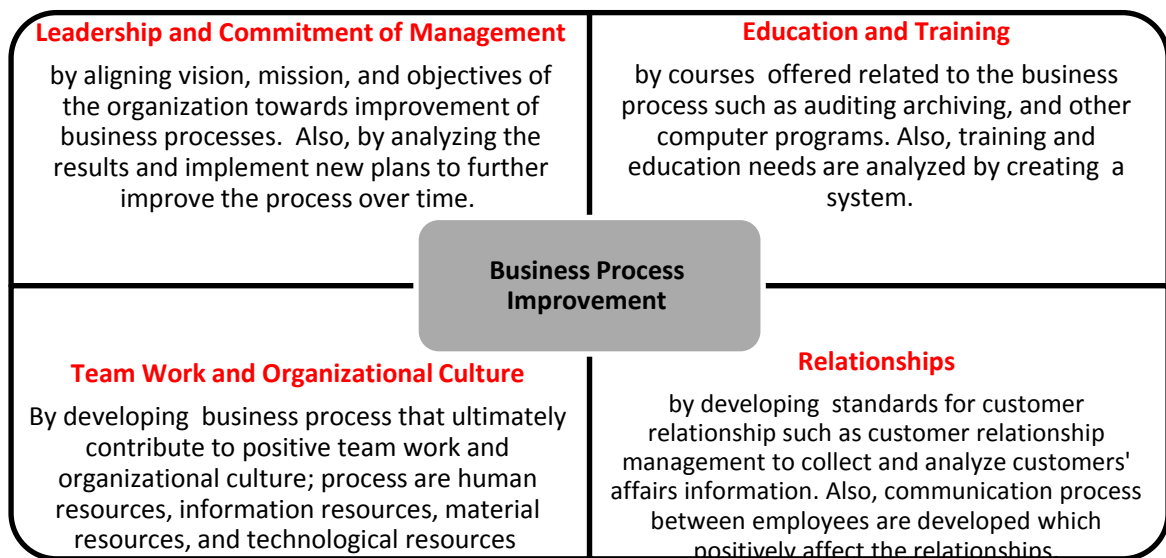 Leadership and Commitment of Management
by aligning vision, mission, and objectives of
the organization towards improvement of
business processes. Also, by analyzing the
results and implement new plans to further
improve the process over time.
Education and Training
by courses offered related to the business
process such as auditing archiving, and other
computer programs. Also, training and
education needs are analyzed by creating a
system.
Business Process
Improvement
Team Work and Organizational Culture
By developing business process that ultimately
contribute to positive team work and
organizational culture; process are human
resources, information resources, material
resources, and technological resources
Relationships
by developing standards for customer
relationship such as customer relationship
management to collect and analyze customers'
affairs information. Also, communication process
between employees are developed which
positively affect the relationships.